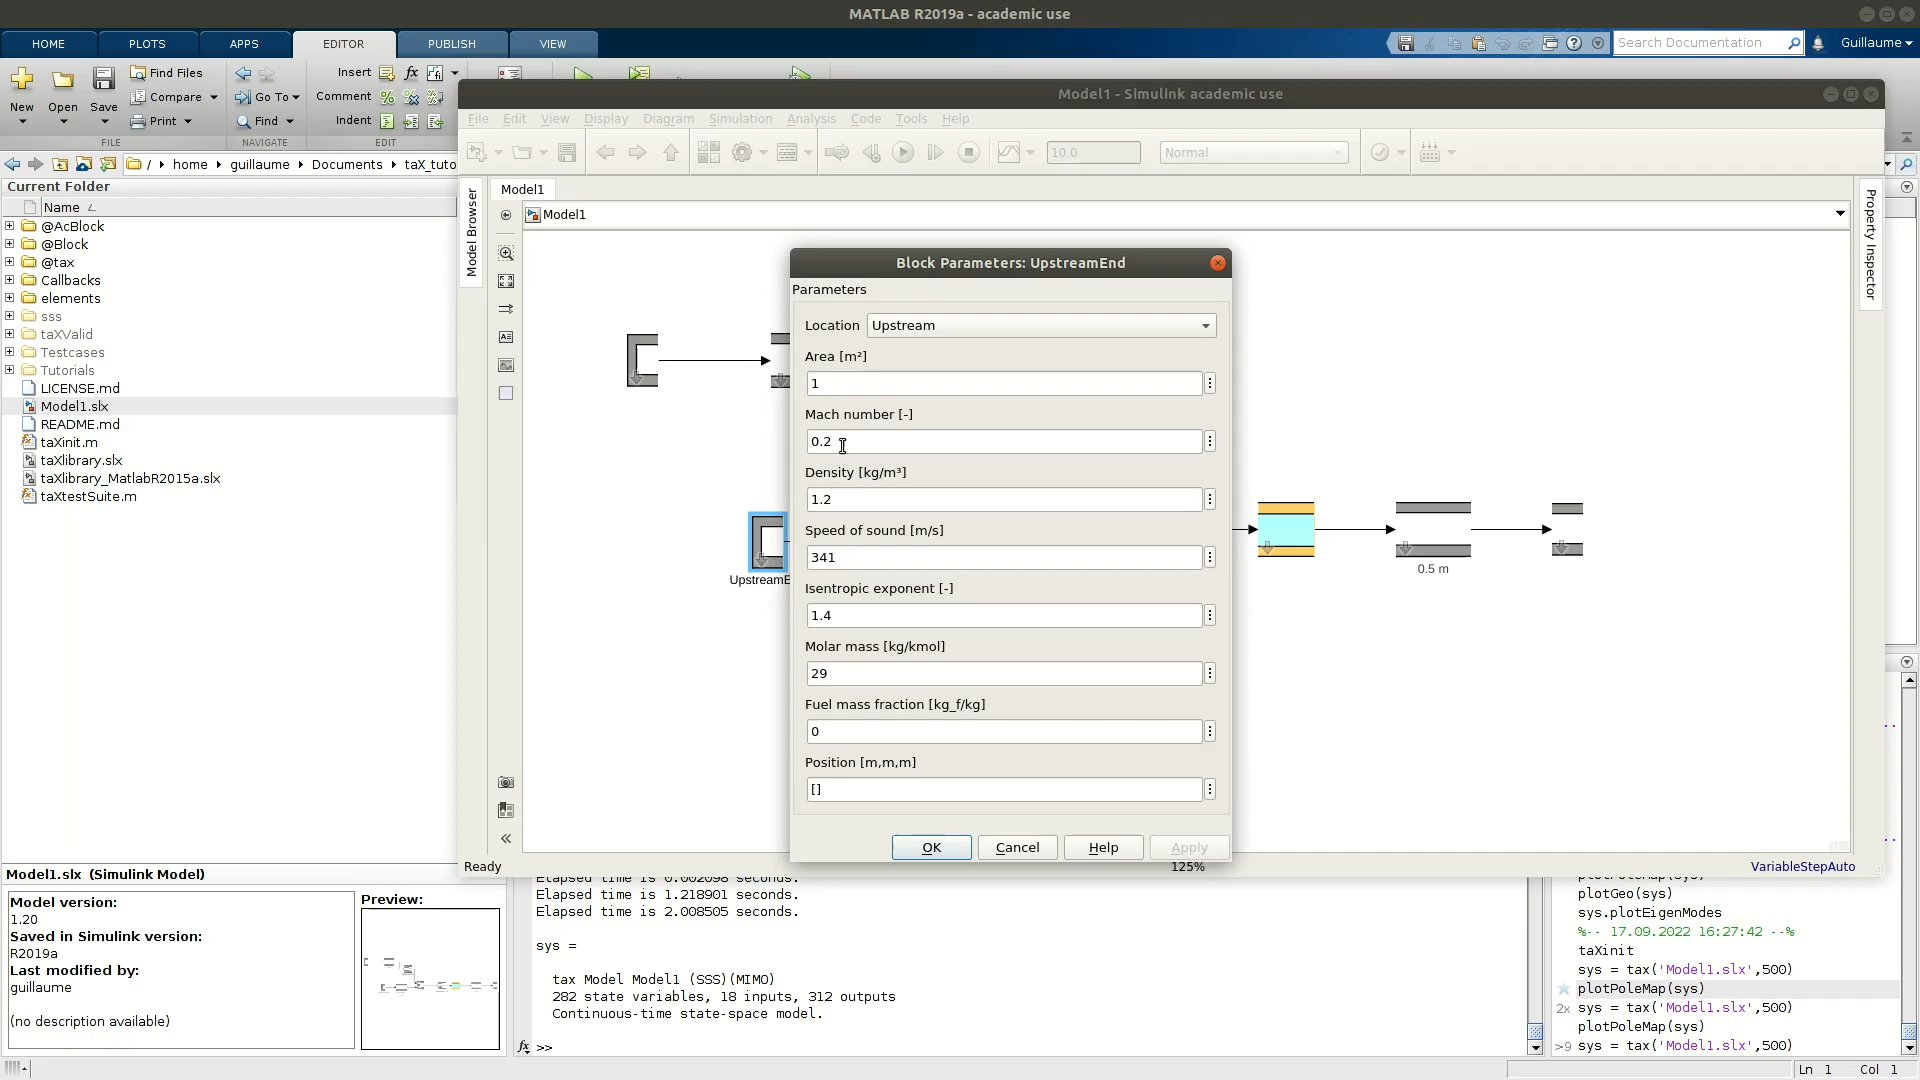 MATLAB R2019a - academic use
HOME
PLOTS
APPS
EDITOR
PUBLISH
VIEW
Search Documentation
Guillaume
New
Open
Save
Find Files
Compare
Print
Go To
Find
Insert
fx
Comment
Indent
FILE
NAVIGATE
EDIT
/ home guillaume Documents taX_tuto
Current Folder
Name
@AcBlock
@Block
@tax
Callbacks
elements
sss
taXValid
Testcases
Tutorials
LICENSE.md
Model1.slx
README.md
taXinit.m
taXlibrary.slx
taXlibrary_MatlabR2015a.slx
taXtestSuite.m
Model1.slx (Simulink Model)
Model version:
1.20
Saved in Simulink version:
R2019a
Last modified by:
guillaume
(no description available)
Preview:
Model1 - Simulink academic use
File Edit View Display Diagram Simulation Analysis Code Tools Help
10.0
Normal
Model Browser
Model1
Model1
Property Inspector
UpstreamE
0.5 m
Block Parameters: UpstreamEnd
Parameters
Location Upstream
Area [m²]
1
Mach number [-]
0.2
Density [kg/m³]
1.2
Speed of sound [m/s]
341
Isentropic exponent [-]
1.4
Molar mass [kg/kmol]
29
Fuel mass fraction [kg_f/kg]
0
Position [m,m,m]
[]
OK
Cancel
Help
Apply
Ready
125%
VariableStepAuto
Elapsed time is 0.002098 seconds.
Elapsed time is 1.218901 seconds.
Elapsed time is 2.008505 seconds.
sys =
tax Model Model1 (SSS)(MIMO)
282 state variables, 18 inputs, 312 outputs
Continuous-time state-space model.
fx >>
plotPoleMap(sys)
plotGeo(sys)
sys.plotEigenModes
%-- 17.09.2022 16:27:42 --%
taXinit
sys = tax('Model1.slx',500)
plotPoleMap(sys)
2x sys = tax('Model1.slx',500)
plotPoleMap(sys)
>9 sys = tax('Model1.slx',500)
Ln 1 Col 1